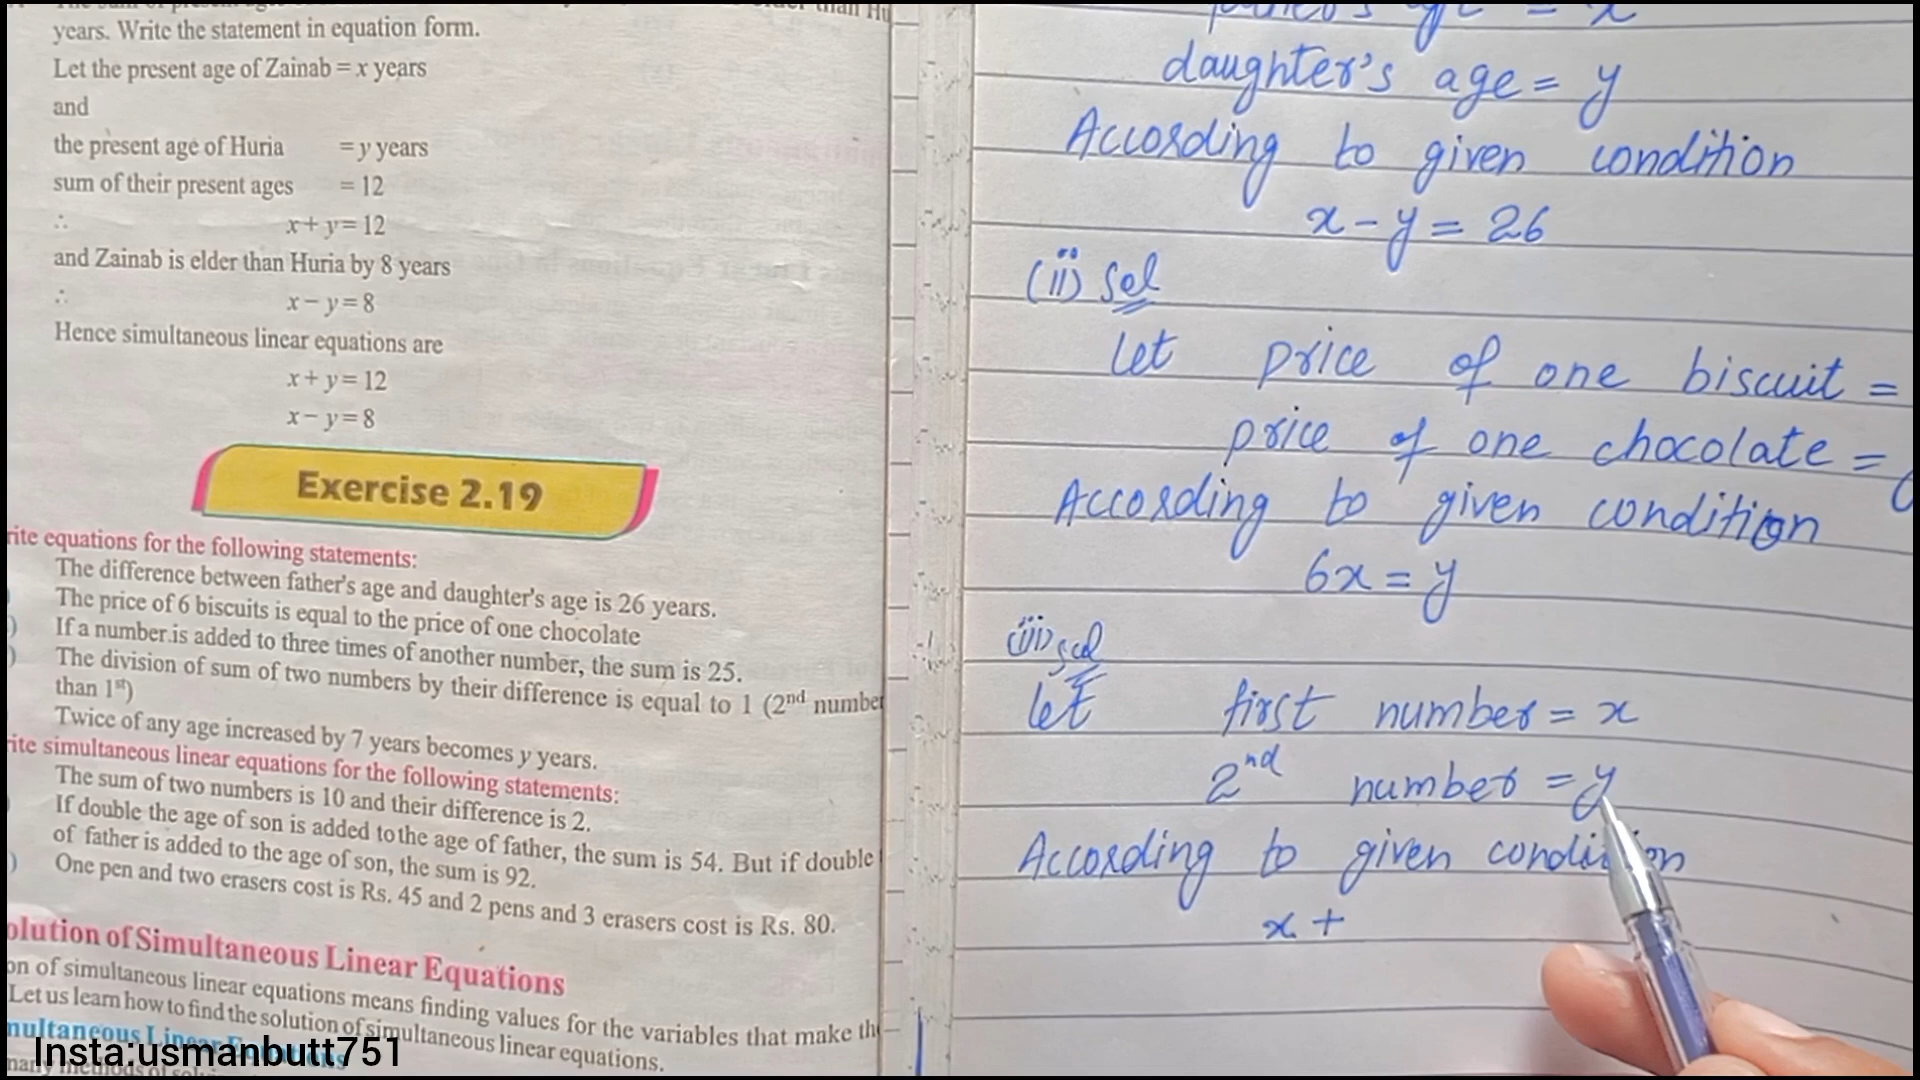 years. Write the statement in equation form.
Let the present age of Zainab = x years
and
the present age of Huria = y years
sum of their present ages = 12
∴ x + y = 12
and Zainab is elder than Huria by 8 years
∴ x − y = 8
Hence simultaneous linear equations are
x + y = 12
x − y = 8
Exercise 2.19
rite equations for the following statements:
The difference between father's age and daughter's age is 26 years.
The price of 6 biscuits is equal to the price of one chocolate
) If a number is added to three times of another number, the sum is 25.
) The division of sum of two numbers by their difference is equal to 1 (2nd number
than 1st)
Twice of any age increased by 7 years becomes y years.
rite simultaneous linear equations for the following statements:
The sum of two numbers is 10 and their difference is 2.
If double the age of son is added to the age of father, the sum is 54. But if double
of father is added to the age of son, the sum is 92.
) One pen and two erasers cost is Rs. 45 and 2 pens and 3 erasers cost is Rs. 80.
olution of Simultaneous Linear Equations
on of simultaneous linear equations means finding values for the variables that make th
Let us learn how to find the solution of simultaneous linear equations.
multaneous Linear Equations
Insta:usmanbutt751
age = x
daughter's age = y
According to given condition
x - y = 26
(ii) Sol
Let price of one biscuit =
price of one chocolate =
According to given condition
6x = y
(iii) sol
Let first number = x
2nd number = y
According to given condition
x +